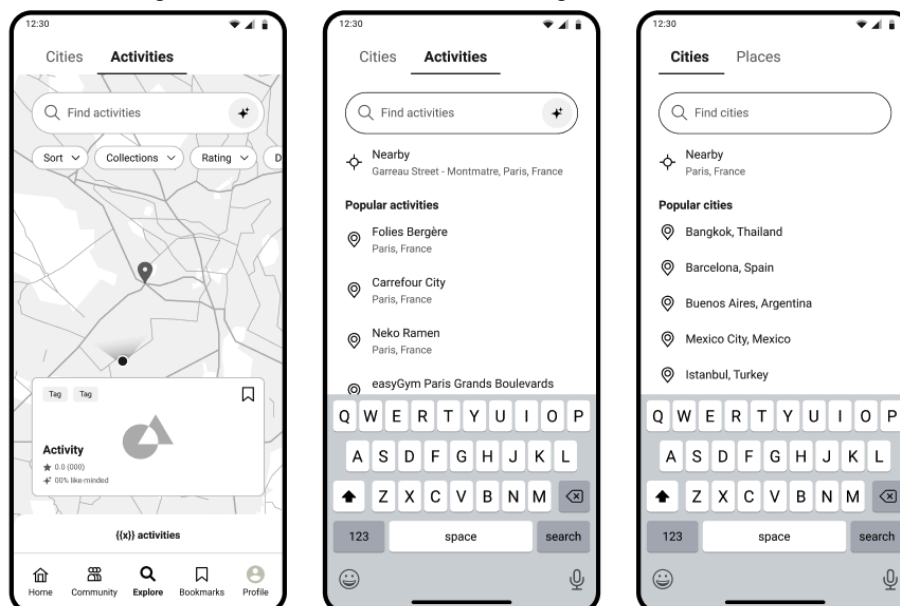 12:30
Cities Activities
Find activities
Sort
Collections
Rating
D
Tag Tag
Activity
0.0 (000)
00% like-minded
{{x}} activities
Home Community Explore Bookmarks Profile
12:30
Cities Activities
Find activities
Nearby
Garreau Street - Montmatre, Paris, France
Popular activities
Folies Bergère
Paris, France
Carrefour City
Paris, France
Neko Ramen
Paris, France
easyGym Paris Grands Boulevards
Q W E R T Y U I O P
A S D F G H J K L
Z X C V B N M
123 space search
12:30
Cities Places
Find cities
Nearby
Paris, France
Popular cities
Bangkok, Thailand
Barcelona, Spain
Buenos Aires, Argentina
Mexico City, Mexico
Istanbul, Turkey
Q W E R T Y U I O P
A S D F G H J K L
Z X C V B N M
123 space search